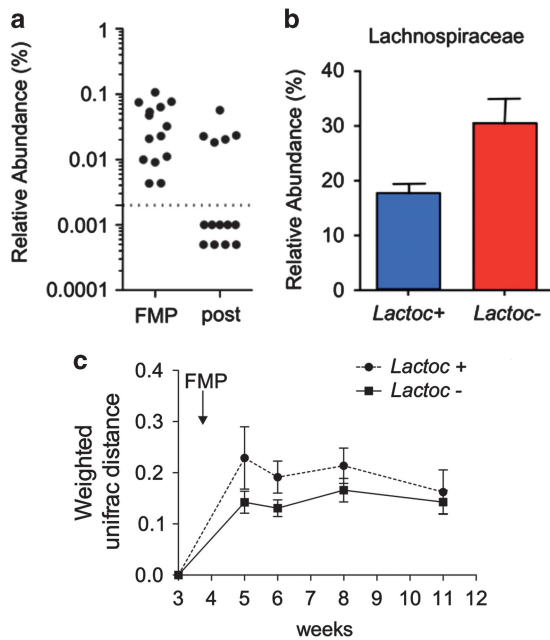 a
Relative Abundance (%)
1
0.1
0.01
0.001
0.0001
FMP
post
b
Lachnospiraceae
Relative Abundance (%)
40
30
20
10
0
Lactoc+
Lactoc-
c
FMP
Lactoc +
Lactoc -
Weighted
unifrac distance
0.4
0.3
0.2
0.1
0.0
3 4 5 6 7 8 9 10 11 12
weeks